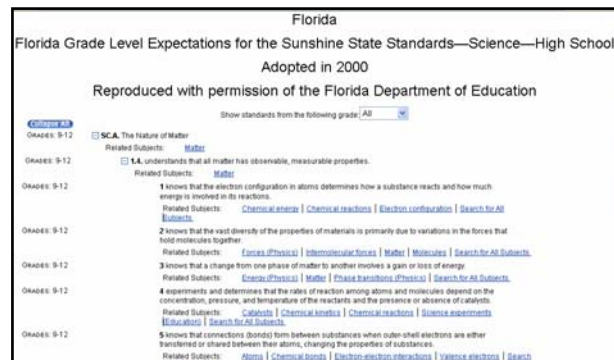 Florida
Florida Grade Level Expectations for the Sunshine State Standards—Science—High School
Adopted in 2000
Reproduced with permission of the Florida Department of Education
Show standards from the following grade: All
Collapse All
GRADES: 9-12 SC.A. The Nature of Matter
Related Subjects: Matter
GRADES: 9-12 1.4. understands that all matter has observable, measurable properties.
Related Subjects: Matter
GRADES: 9-12 1 knows that the electron configuration in atoms determines how a substance reacts and how much
energy is involved in its reactions.
Related Subjects: Chemical energy | Chemical reactions | Electron configuration | Search for All
Subjects
GRADES: 9-12 2 knows that the vast diversity of the properties of materials is primarily due to variations in the forces that
hold molecules together.
Related Subjects: Forces (Physics) | Intermolecular forces | Matter | Molecules | Search for All Subjects
GRADES: 9-12 3 knows that a change from one phase of matter to another involves a gain or loss of energy.
Related Subjects: Energy (Physics) | Matter | Phase transitions (Physics) | Search for All Subjects
GRADES: 9-12 4 experiments and determines that the rates of reaction among atoms and molecules depend on the
concentration, pressure, and temperature of the reactants and the presence or absence of catalysts.
Related Subjects: Catalysts | Chemical kinetics | Chemical reactions | Science experiments
(Education) | Search for All Subjects
GRADES: 9-12 5 knows that connections (bonds) form between substances when outer-shell electrons are either
transferred or shared between their atoms, changing the properties of substances.
Related Subjects: Atoms | Chemical bonds | Electron-electron interactions | Valence electrons | Search